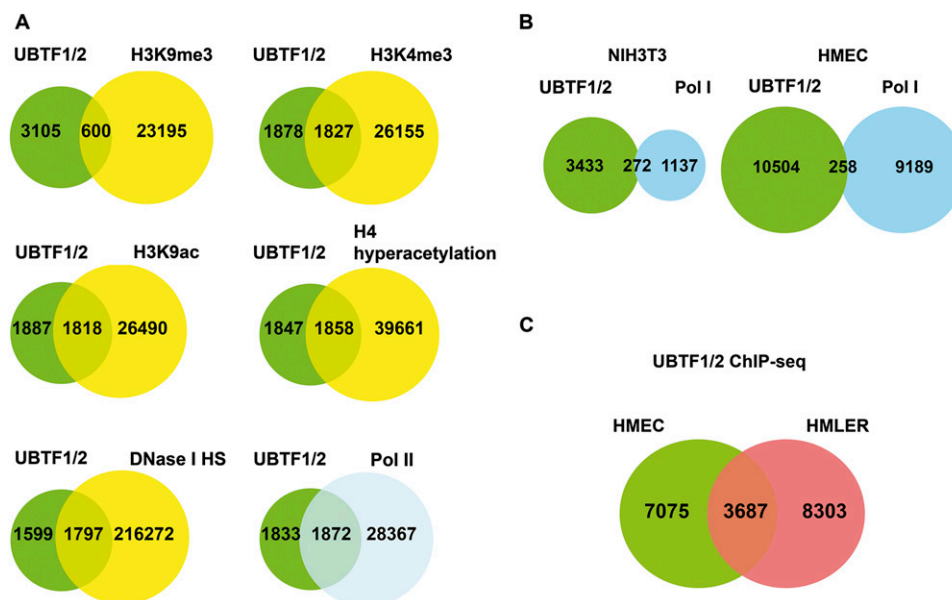 A
UBTF1/2 H3K9me3
3105 600 23195
UBTF1/2 H3K4me3
1878 1827 26155
UBTF1/2 H3K9ac
1887 1818 26490
UBTF1/2 H4
hyperacetylation
1847 1858 39661
UBTF1/2 DNase I HS
1599 1797 216272
UBTF1/2 Pol II
1833 1872 28367
B
NIH3T3
UBTF1/2 Pol I
3433 272 1137
HMEC
UBTF1/2 Pol I
10504 258 9189
C
UBTF1/2 ChIP-seq
HMEC HMLER
7075 3687 8303